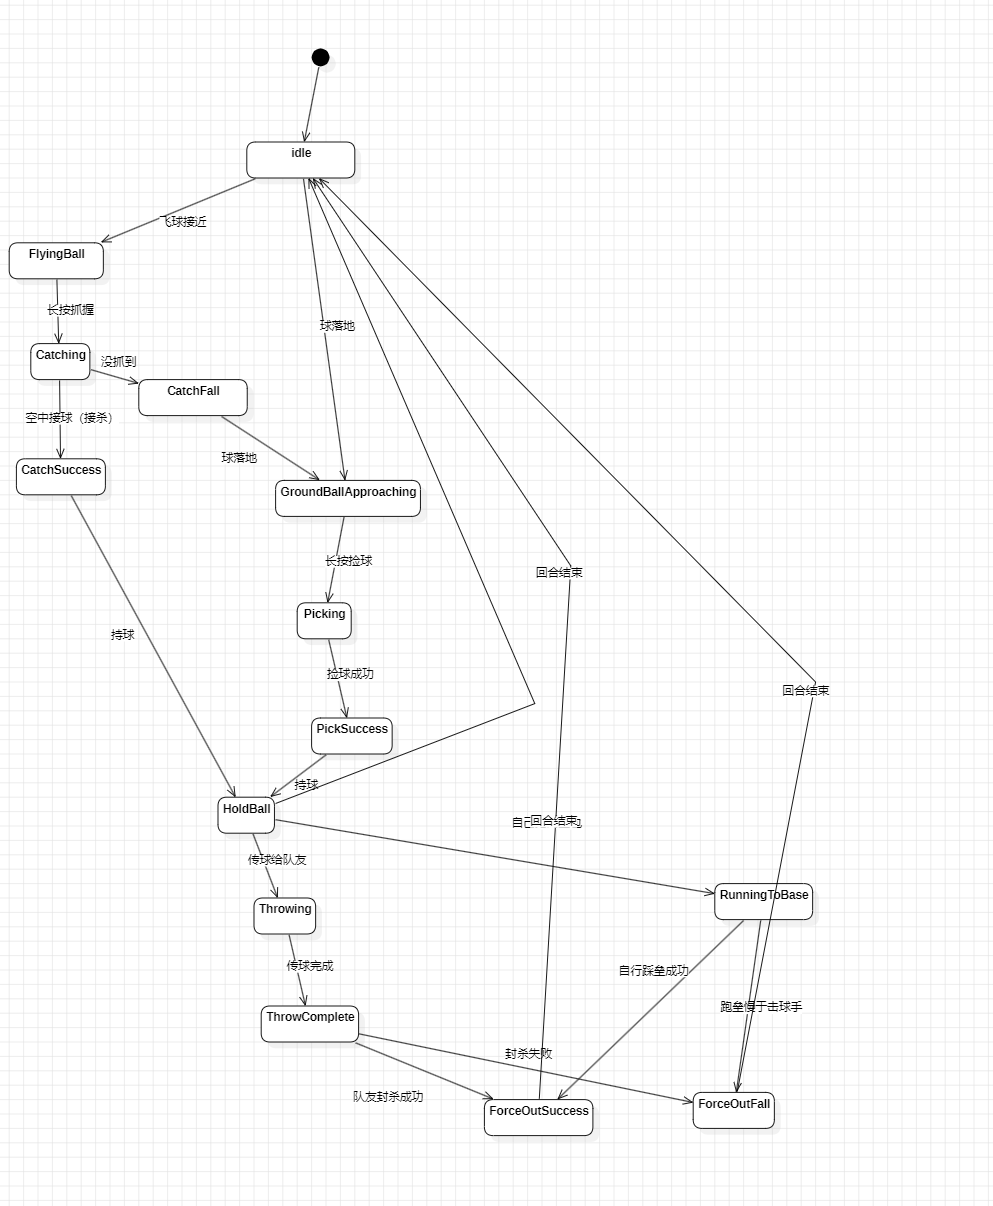 idle
飞球接近
FlyingBall
长按抓握
球落地
Catching
没抓到
CatchFall
空中接球（接杀）
球落地
CatchSuccess
GroundBallApproaching
长按捡球
回合结束
Picking
持球
捡球成功
回合结束
PickSuccess
持球
HoldBall
回合结束
传球给队友
RunningToBase
Throwing
传球完成
自行踩垒成功
跑垒慢于击球手
ThrowComplete
封杀失败
队友封杀成功
ForceOutSuccess
ForceOutFall